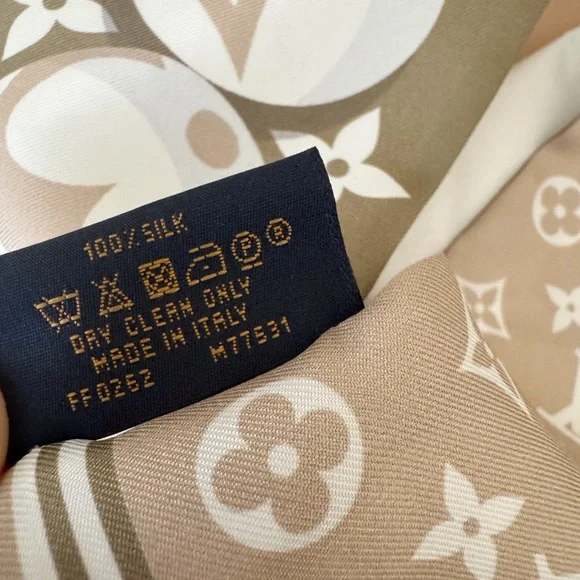 100% SILK
P ®
DRY CLEAN ONLY
MADE IN ITALY
FF0262 M77531